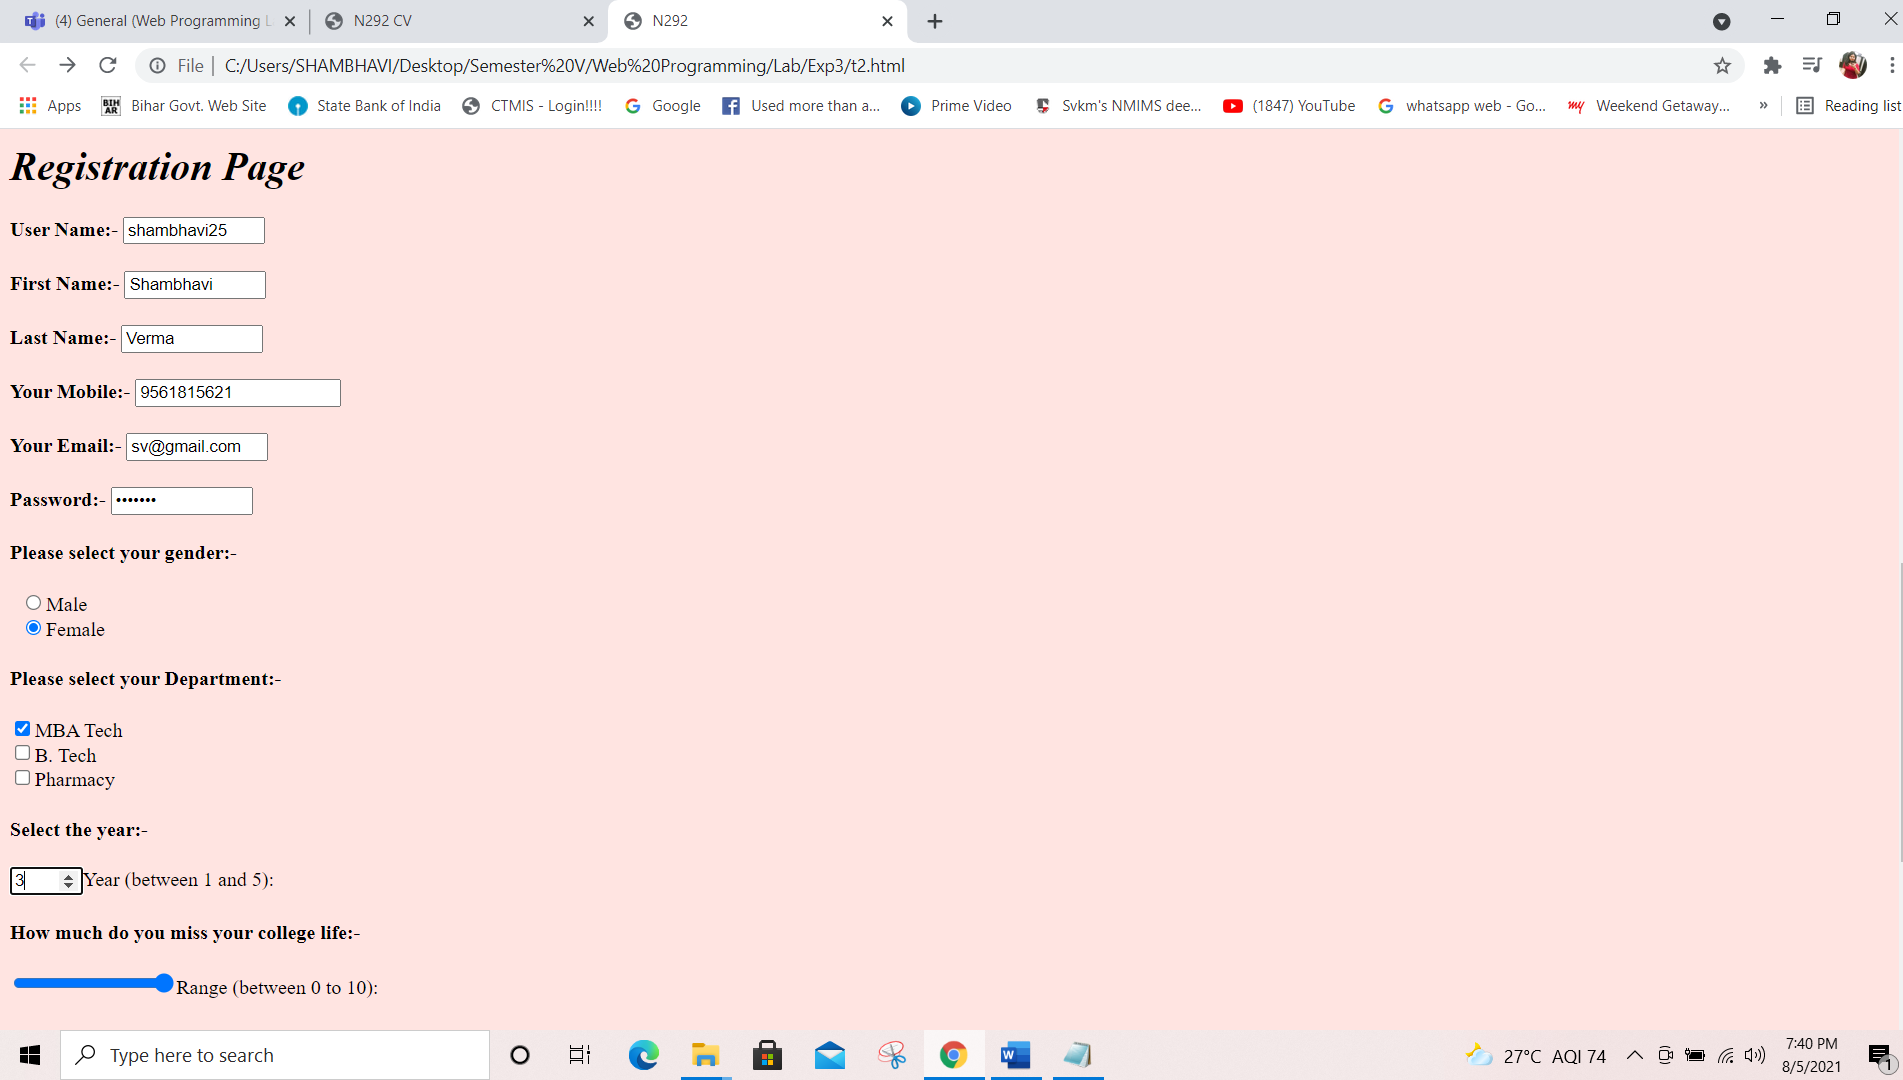 (4) General (Web Programming L
N292 CV
N292
File
C:/Users/SHAMBHAVI/Desktop/Semester%20V/Web%20Programming/Lab/Exp3/t2.html
Apps
BIHAR
Bihar Govt. Web Site
State Bank of India
CTMIS - Login!!!!
Google
Used more than a...
Prime Video
Svkm's NMIMS dee...
(1847) YouTube
whatsapp web - Go...
my
Weekend Getaway...
»
Reading list
Registration Page
User Name:- shambhavi25
First Name:- Shambhavi
Last Name:- Verma
Your Mobile:- 9561815621
Your Email:- sv@gmail.com
Password:- •••••••
Please select your gender:-
Male
Female
Please select your Department:-
MBA Tech
B. Tech
Pharmacy
Select the year:-
3 Year (between 1 and 5):
How much do you miss your college life:-
Range (between 0 to 10):
Type here to search
27°C AQI 74
7:40 PM
8/5/2021
1